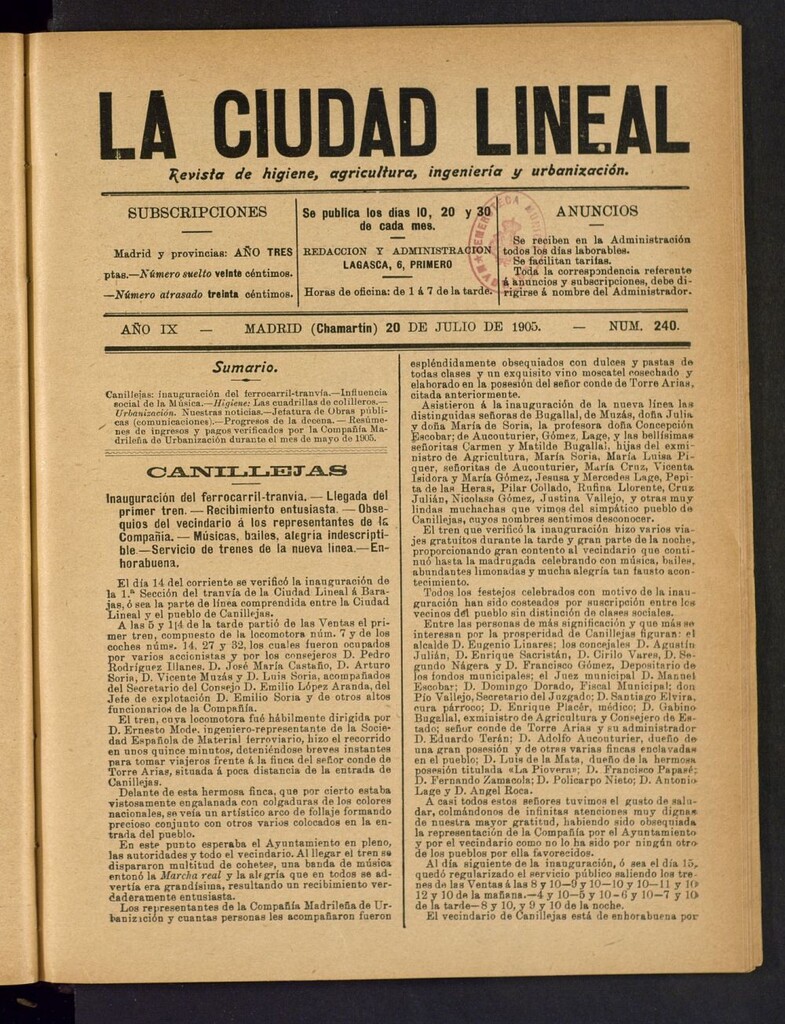 LA CIUDAD LINEAL
Revista de higiene, agricultura, ingeniería y urbanización.
SUBSCRIPCIONES
Madrid y provincias: AÑO TRES
ptas.—Número suelto veinte céntimos.
—Número atrasado treinta céntimos.
Se publica los dias 10, 20 y 30
de cada mes.
REDACCION Y ADMINISTRACION
LAGASCA, 6, PRIMERO
Horas de oficina: de 1 á 7 de la tarde.
ANUNCIOS
Se reciben en la Administración
todos los días laborables.
Se facilitan tarifas.
Toda la correspondencia referente
á anuncios y subscripciones, debe di-
rigirse á nombre del Administrador.
AÑO IX — MADRID (Chamartin) 20 DE JULIO DE 1905. — NUM. 240.
Sumario.
Canillejas: inauguración del ferrocarril-tranvía.—Influencia
social de la Música.—Higiene: Las cuadrillas de colilleros.—
Urbanización. Nuestras noticias.—Jefatura de Obras públi-
cas (comunicaciones).—Progresos de la decena.—Resúme-
nes de ingresos y pagos verificados por la Compañía Ma-
drileña de Urbanización durante el mes de mayo de 1905.
CANILLEJAS
Inauguración del ferrocarril-tranvia. — Llegada del
primer tren. — Recibimiento entusiasta. — Obse-
quios del vecindario á los representantes de la
Compañia. — Músicas, bailes, alegria indescripti-
ble.—Servicio de trenes de la nueva línea.—En-
horabuena.
El día 14 del corriente se verificó la inauguración de
la 1.ª Sección del tranvía de la Ciudad Lineal á Bara-
jas, ó sea la parte de línea comprendida entre la Ciudad
Lineal y el pueblo de Canillejas.
A las 5 y 1[4 de la tarde partió de las Ventas el pri-
mer tren, compuesto de la locomotora núm. 7 y de los
coches núms. 14, 27 y 32, los cuales fueron ocupados
por varios accionistas y por los consejeros D. Pedro
Rodríguez Illanes, D. José María Castaño, D. Arturo
Soria, D. Vicente Muzás y D. Luis Soria, acompañados
del Secretario del Consejo D. Emilio López Aranda, del
Jefe de explotación D. Emilio Soria y de otros altos
funcionarios de la Compañía.
El tren, cuya locomotora fué hábilmente dirigida por
D. Ernesto Mode, ingeniero-representante de la Socie-
dad Española de Material ferroviario, hizo el recorrido
en unos quince minutos, deteniéndose breves instantes
para tomar viajeros frente á la finca del señor conde de
Torre Arias, situada á poca distancia de la entrada de
Canillejas.
Delante de esta hermosa finca, que por cierto estaba
vistosamente engalanada con colgaduras de los colores
nacionales, se veía un artístico arco de follaje formando
precioso conjunto con otros varios colocados en la en-
trada del pueblo.
En este punto esperaba el Ayuntamiento en pleno,
las autoridades y todo el vecindario. Al llegar el tren se
dispararon multitud de cohetes, una banda de música
entonó la Marcha real y la alegría que en todos se ad-
vertía era grandísima, resultando un recibimiento ver-
daderamente entusiasta.
Los representantes de la Compañía Madrileña de Ur-
banización y cuantas personas les acompañaron fueron
espléndidamente obsequiados con dulces y pastas de
todas clases y un exquisito vino moscatel cosechado y
elaborado en la posesión del señor conde de Torre Arias,
citada anteriormente.
Asistieron á la inauguración de la nueva línea las
distinguidas señoras de Bugallal, de Muzás, doña Julia
y doña María de Soria, la profesora doña Concepción
Escobar; de Aucouturier, Gómez, Lage, y las bellísimas
señoritas Carmen y Matilde Bugallal, hijas del exmi-
nistro de Agricultura, María Soria, María Luisa Pi-
quer, señoritas de Aucouturier, María Cruz, Vicenta
Isidora y María Gómez, Jesusa y Mercedes Lage, Pepi-
ta de las Heras, Pilar Collado, Rufina Llorente, Cruz
Julián, Nicolasa Gómez, Justina Vallejo, y otras muy
lindas muchachas que vimos del simpático pueblo de
Canillejas, cuyos nombres sentimos desconocer.
El tren que verificó la inauguración hizo varios via-
jes gratuitos durante la tarde y gran parte de la noche,
proporcionando gran contento al vecindario que conti-
nuó hasta la madrugada celebrando con música, bailes,
abundantes limonadas y mucha alegría tan fausto acon-
tecimiento.
Todos los festejos celebrados con motivo de la inau-
guración han sido costeados por suscripción entre los
vecinos del pueblo sin distinción de clases sociales.
Entre las personas de más significación y que más se
interesan por la prosperidad de Canillejas figuran: el
alcalde D. Eugenio Linares; los concejales D. Agustín
Julián, D. Enrique Sacristán, D. Cirilo Vares, D. Se-
gundo Nágera y D. Francisco Gómez, Depositario de
los fondos municipales; el Juez municipal D. Manuel
Escobar; D. Domingo Dorado, Fiscal Municipal; don
Pío Vallejo, Secretario del Juzgado; D. Santiago Elvira,
cura párroco; D. Enrique Placér, médico; D. Gabino
Bugallal, exministro de Agricultura y Consejero de Es-
tado; señor conde de Torre Arias y su administrador
D. Eduardo Terán; D. Adolfo Aucouturier, dueño de
una gran posesión y de otras varias fincas enclavadas
en el pueblo; D. Luis de la Mata, dueño de la hermosa
posesión titulada «La Piovera»; D. Francisco Papasé;
D. Fernando Zamacola; D. Policarpo Nieto; D. Antonio
Lage y D. Angel Roca.
A casi todos estos señores tuvimos el gusto de salu-
dar, colmándonos de infinitas atenciones muy dignas
de nuestra mayor gratitud, habiendo sido obsequiada
la representación de la Compañía por el Ayuntamiento
y por el vecindario como no lo ha sido por ningún otro
de los pueblos por ella favorecidos.
Al día siguiente de la inauguración, ó sea el día 15,
quedó regularizado el servicio público saliendo los tre-
nes de las Ventas á las 8 y 10—9 y 10—10 y 10—11 y 10
12 y 10 de la mañana.—4 y 10—5 y 10—6 y 10—7 y 10
de la tarde—8 y 10, y 9 y 10 de la noche.
El vecindario de Canillejas está de enhorabuena por